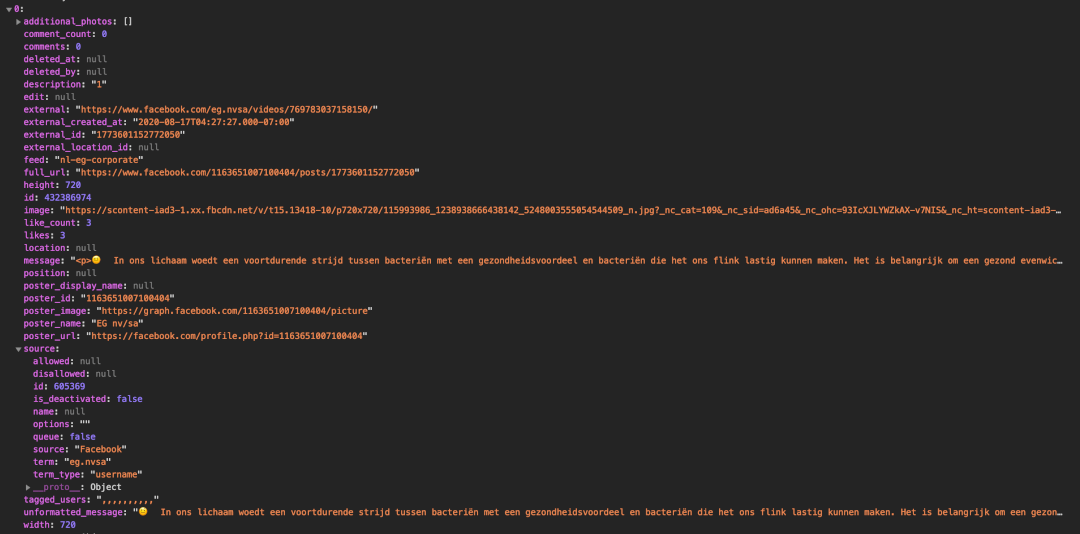 0:
additional_photos: []
comment_count: 0
comments: 0
deleted_at: null
deleted_by: null
description: "1"
edit: null
external: "https://www.facebook.com/eg.nvsa/videos/769783037158150/"
external_created_at: "2020-08-17T04:27:27.000-07:00"
external_id: "1773601152772050"
external_location_id: null
feed: "nl-eg-corporate"
full_url: "https://www.facebook.com/1163651007100404/posts/1773601152772050"
height: 720
id: 432386974
image: "https://scontent-iad3-1.xx.fbcdn.net/v/t15.13418-10/p720x720/115993986_1238938666438142_5248003555054544509_n.jpg?_nc_cat=109&_nc_sid=ad6a45&_nc_ohc=93IcXJLYWZkAX-v7NIS&_nc_ht=scontent-iad3-…
like_count: 3
likes: 3
location: null
message: "<p>😊  In ons lichaam woedt een voortdurende strijd tussen bacteriën met een gezondheidsvoordeel en bacteriën die het ons flink lastig kunnen maken. Het is belangrijk om een gezond evenwic…
position: null
poster_display_name: null
poster_id: "1163651007100404"
poster_image: "https://graph.facebook.com/1163651007100404/picture"
poster_name: "EG nv/sa"
poster_url: "https://facebook.com/profile.php?id=1163651007100404"
source:
allowed: null
disallowed: null
id: 605369
is_deactivated: false
name: null
options: ""
queue: false
source: "Facebook"
term: "eg.nvsa"
term_type: "username"
__proto__: Object
tagged_users: ",,,,,,,,,,"
unformatted_message: "😊  In ons lichaam woedt een voortdurende strijd tussen bacteriën met een gezondheidsvoordeel en bacteriën die het ons flink lastig kunnen maken. Het is belangrijk om een gezon…
width: 720